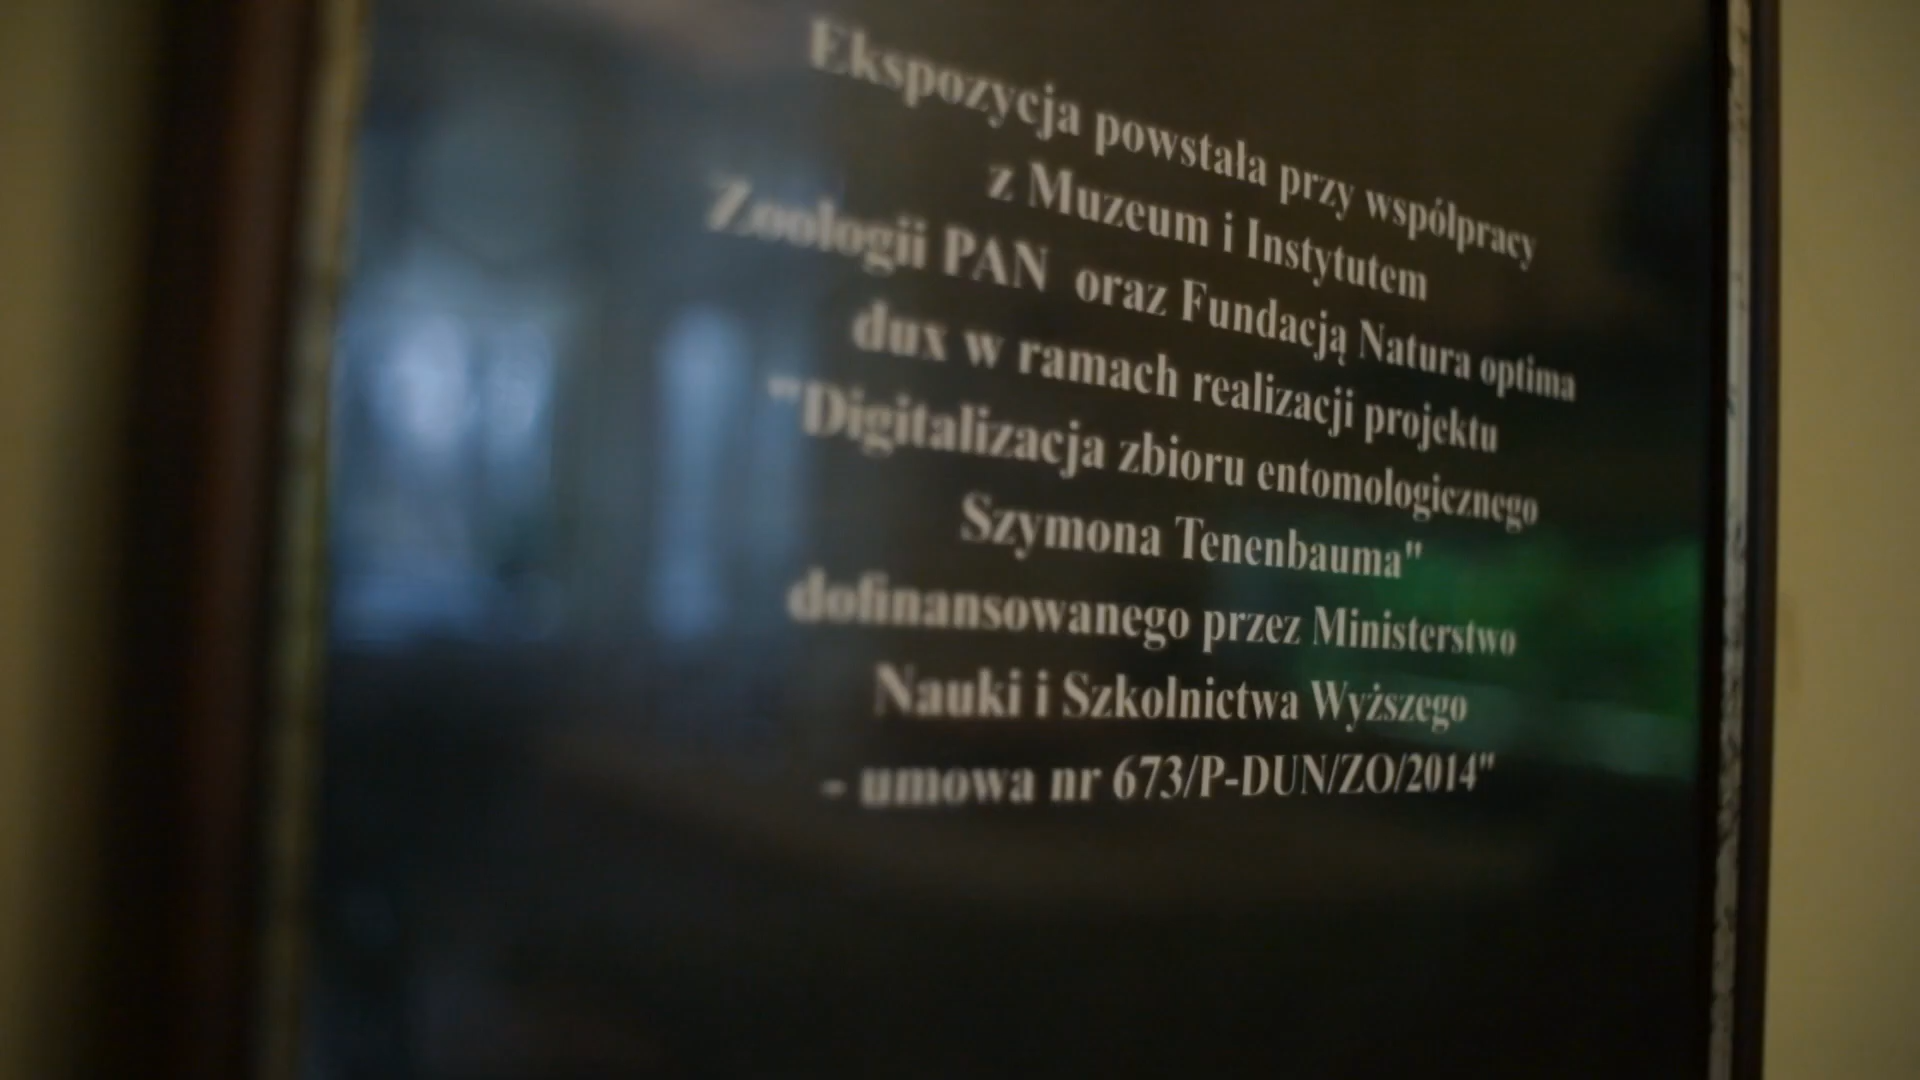 Ekspozycja powstała przy współpracy
z Muzeum i Instytutem
Zoologii PAN oraz Fundacją Natura optima
dux w ramach realizacji projektu
"Digitalizacja zbioru entomologicznego
Szymona Tenenbauma"
dofinansowanego przez Ministerstwo
Nauki i Szkolnictwa Wyższego
- umowa nr 673/P-DUN/ZO/2014"